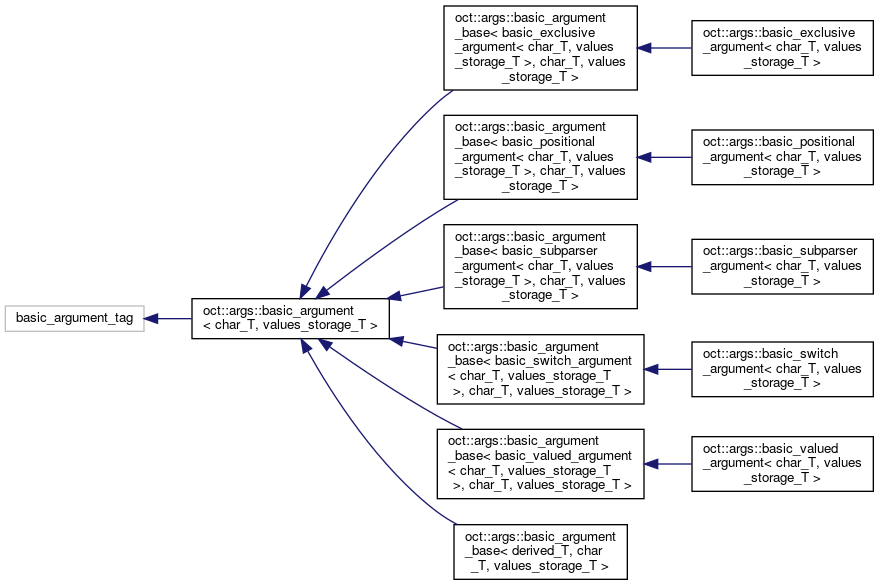 basic_argument_tag
oct::args::basic_argument
< char_T, values_storage_T >
oct::args::basic_argument
_base< basic_exclusive
_argument< char_T, values
_storage_T >, char_T, values
_storage_T >
oct::args::basic_exclusive
_argument< char_T, values
_storage_T >
oct::args::basic_argument
_base< basic_positional
_argument< char_T, values
_storage_T >, char_T, values
_storage_T >
oct::args::basic_positional
_argument< char_T, values
_storage_T >
oct::args::basic_argument
_base< basic_subparser
_argument< char_T, values
_storage_T >, char_T, values
_storage_T >
oct::args::basic_subparser
_argument< char_T, values
_storage_T >
oct::args::basic_argument
_base< basic_switch_argument
< char_T, values_storage_T
>, char_T, values_storage_T >
oct::args::basic_switch
_argument< char_T, values
_storage_T >
oct::args::basic_argument
_base< basic_valued_argument
< char_T, values_storage_T
>, char_T, values_storage_T >
oct::args::basic_valued
_argument< char_T, values
_storage_T >
oct::args::basic_argument
_base< derived_T, char
_T, values_storage_T >